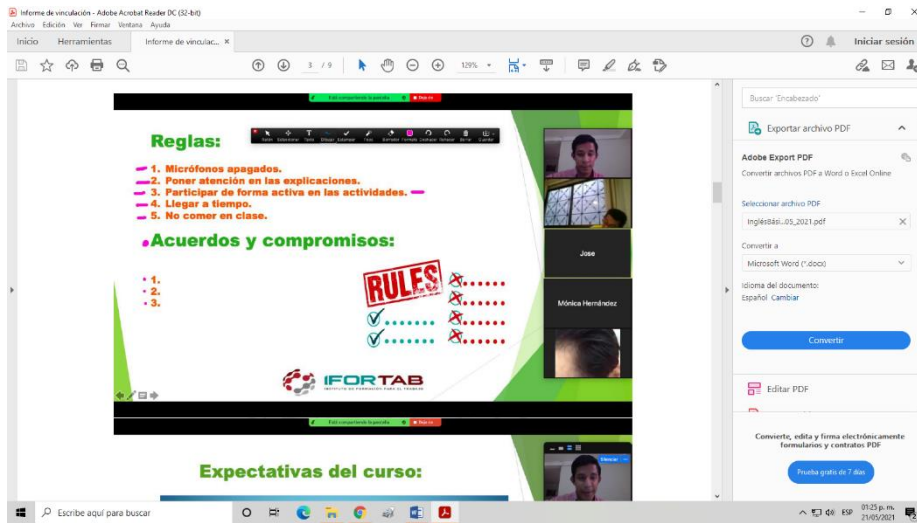 Informe de vinculación - Adobe Acrobat Reader DC (32-bit)
Archivo Edición Ver Firmar Ventana Ayuda
Inicio Herramientas Informe de vinculac... × Iniciar sesión
3 / 9 129%
Reglas:
1. Micrófonos apagados.
2. Poner atención en las explicaciones.
3. Participar de forma activa en las actividades.
4. Llegar a tiempo.
5. No comer en clase.
Acuerdos y compromisos:
1.
2.
3.
RULES
IFORTAB
INSTITUTO DE FORMACIÓN PARA EL TRABAJO
Jose
Mónica Hernández
Expectativas del curso:
Buscar 'Encabezado'
Exportar archivo PDF
Adobe Export PDF
Convertir archivos PDF a Word o Excel Online
Seleccionar archivo PDF
InglésBási...05_2021.pdf
Convertir a
Microsoft Word (*.docx)
Idioma del documento:
Español Cambiar
Convertir
Editar PDF
Convierte, edita y firma electrónicamente
formularios y contratos PDF
Prueba gratis de 7 días
Escribe aquí para buscar
ESP
01:25 p. m.
21/05/2021